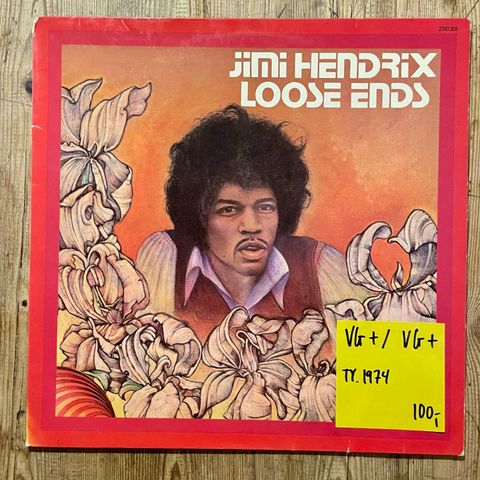 2310 301
JIMI HENDRIX
LOOSE ENDS
VG+/ VG+
TY. 1974
100,-